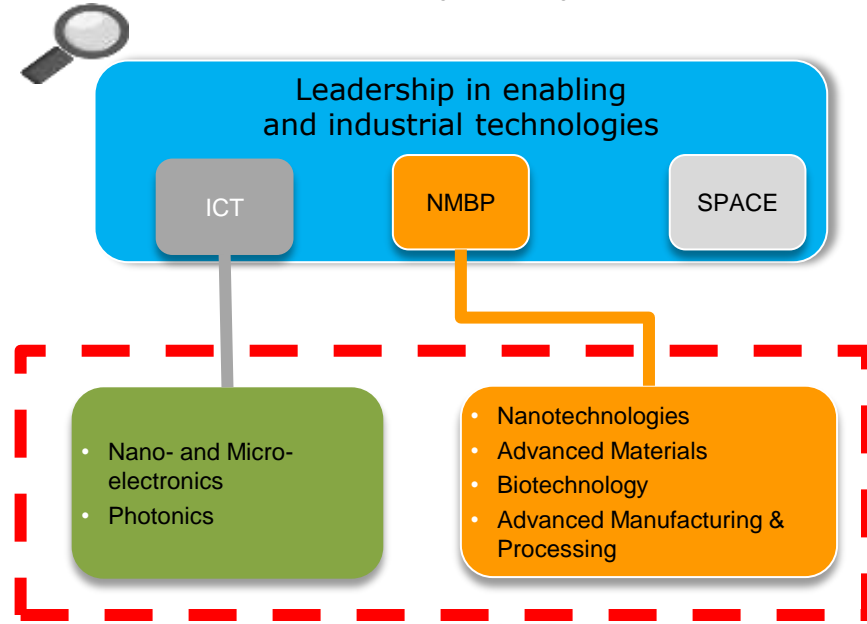 Leadership in enabling
and industrial technologies
ICT
NMBP
SPACE
• Nano- and Micro-
electronics
• Photonics
• Nanotechnologies
• Advanced Materials
• Biotechnology
• Advanced Manufacturing &
Processing